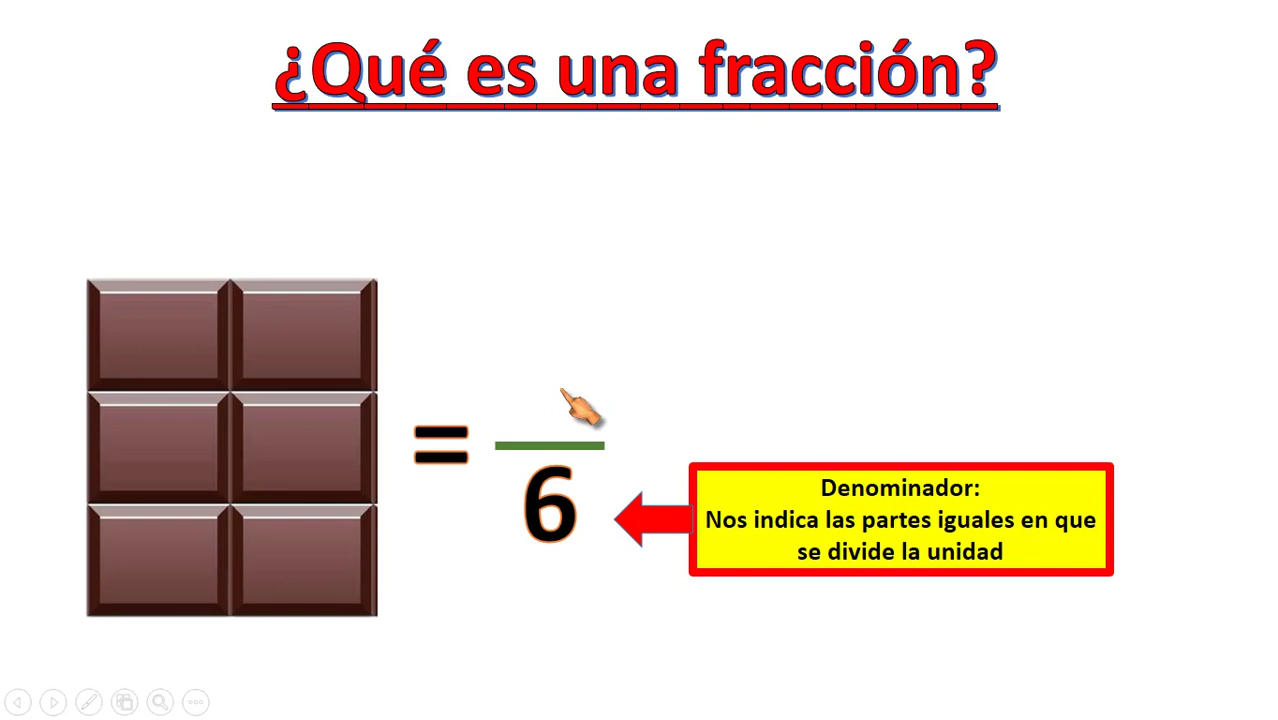 ¿Qué es una fracción?
=
6
Denominador:
Nos indica las partes iguales en que
se divide la unidad